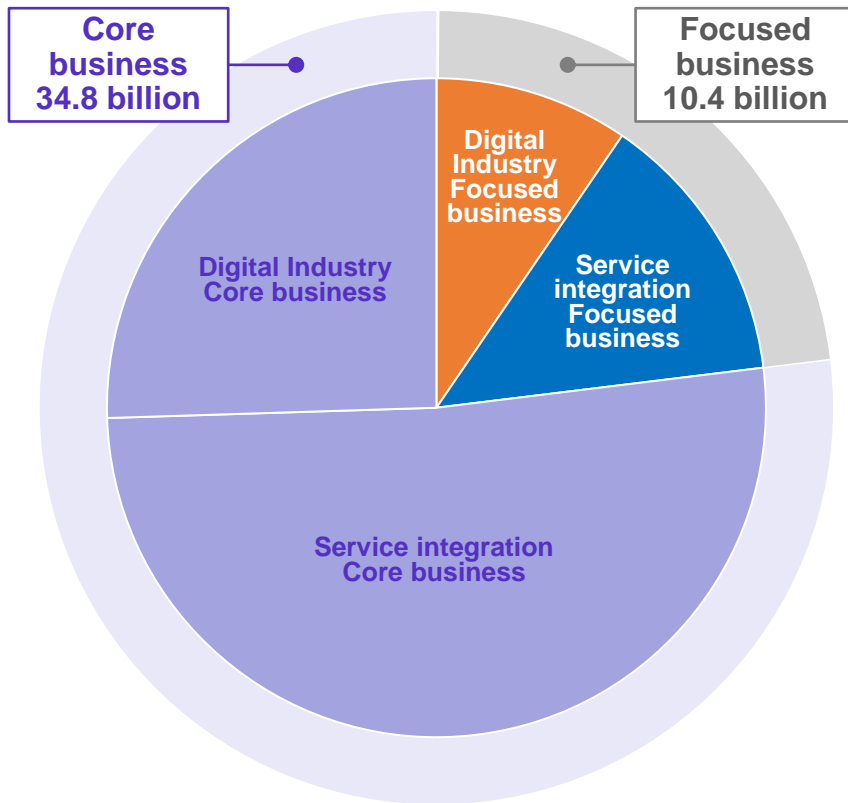 Core
business
34.8 billion
Focused
business
10.4 billion
Digital
Industry
Focused
business
Digital Industry
Core business
Service
integration
Focused
business
Service integration
Core business